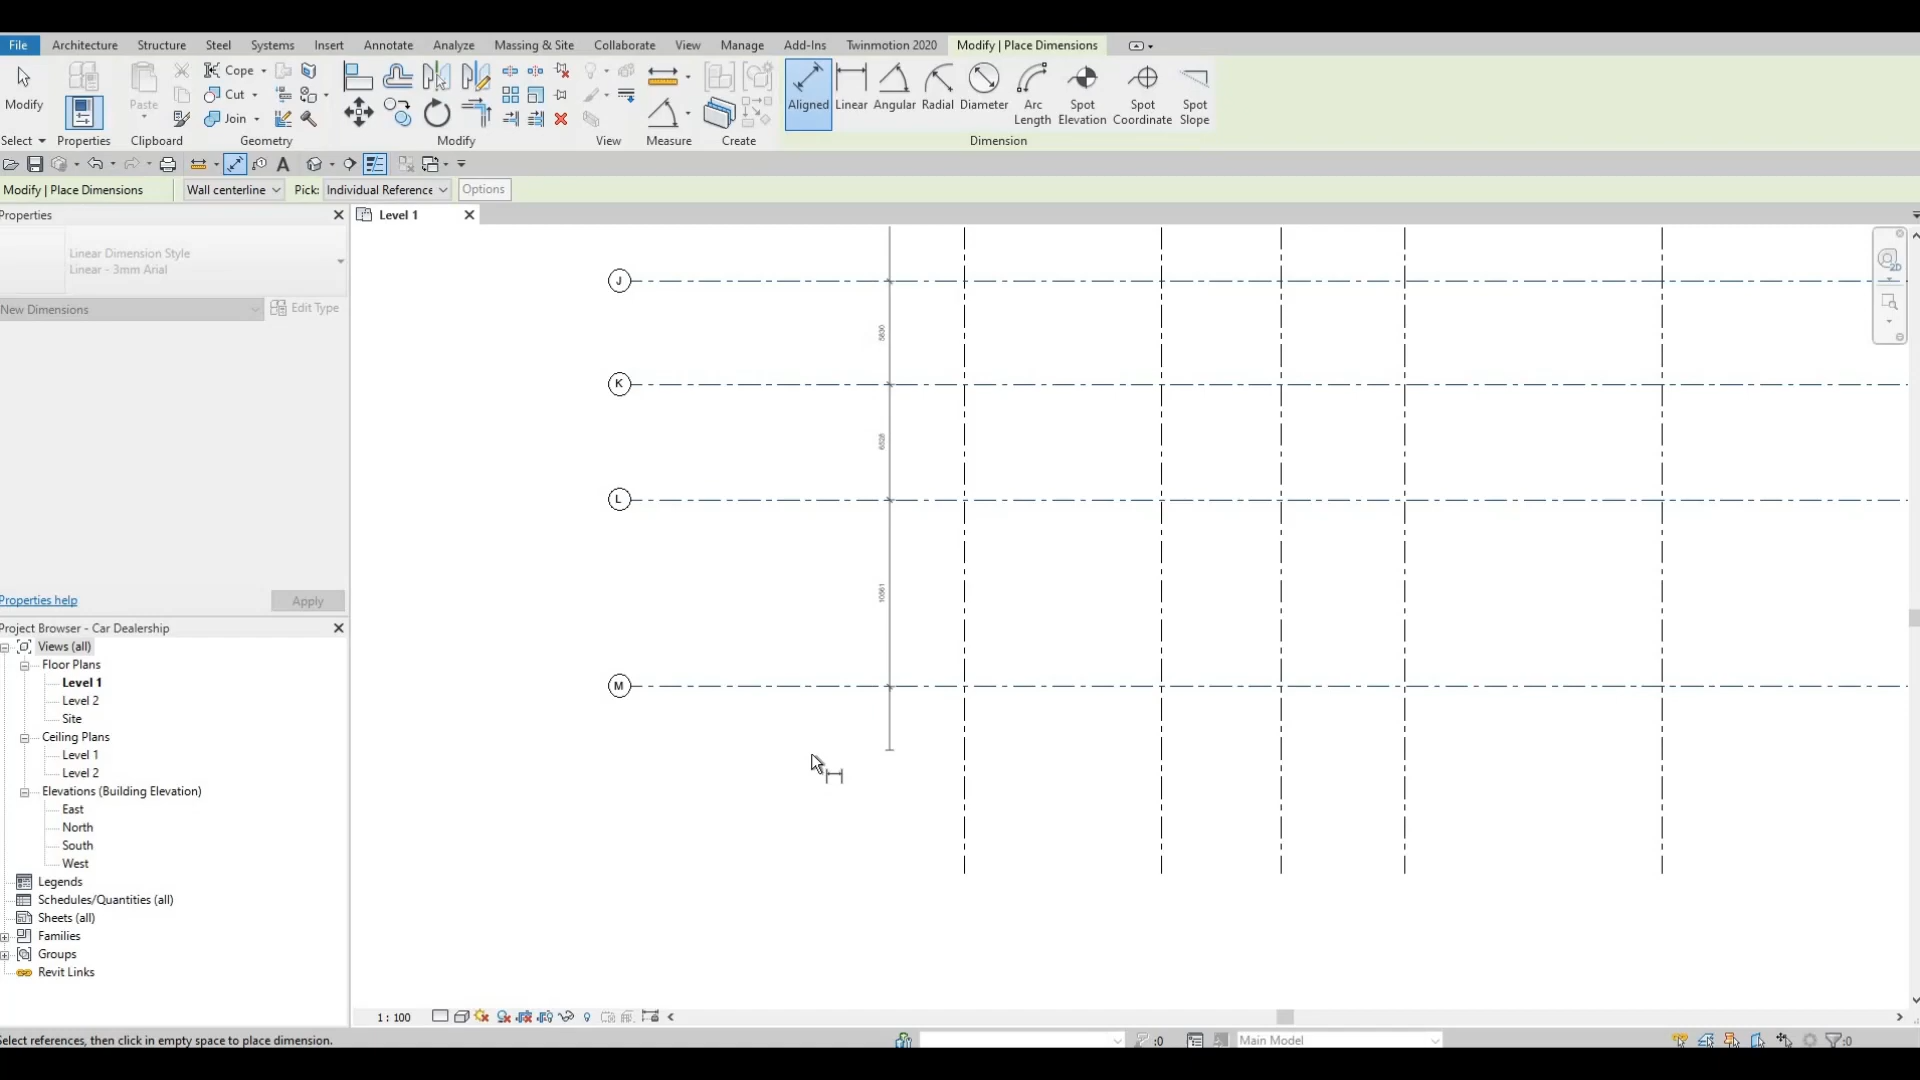 File Architecture Structure Steel Systems Insert Annotate Analyze Massing & Site Collaborate View Manage Add-Ins Twinmotion 2020 Modify | Place Dimensions
Modify
Paste
Cope
Cut
Join
Aligned Linear Angular Radial Diameter Arc Length Spot Elevation Spot Coordinate Spot Slope
Select Properties Clipboard Geometry Modify View Measure Create Dimension
Modify | Place Dimensions Wall centerline Pick: Individual Reference Options
Properties
Linear Dimension Style
Linear - 3mm Arial
New Dimensions Edit Type
Properties help Apply
Project Browser - Car Dealership
Views (all)
Floor Plans
Level 1
Level 2
Site
Ceiling Plans
Level 1
Level 2
Elevations (Building Elevation)
East
North
South
West
Legends
Schedules/Quantities (all)
Sheets (all)
Families
Groups
Revit Links
Level 1
J
K
L
M
2D
1 : 100
Select references, then click in empty space to place dimension.
:0
Main Model
:0